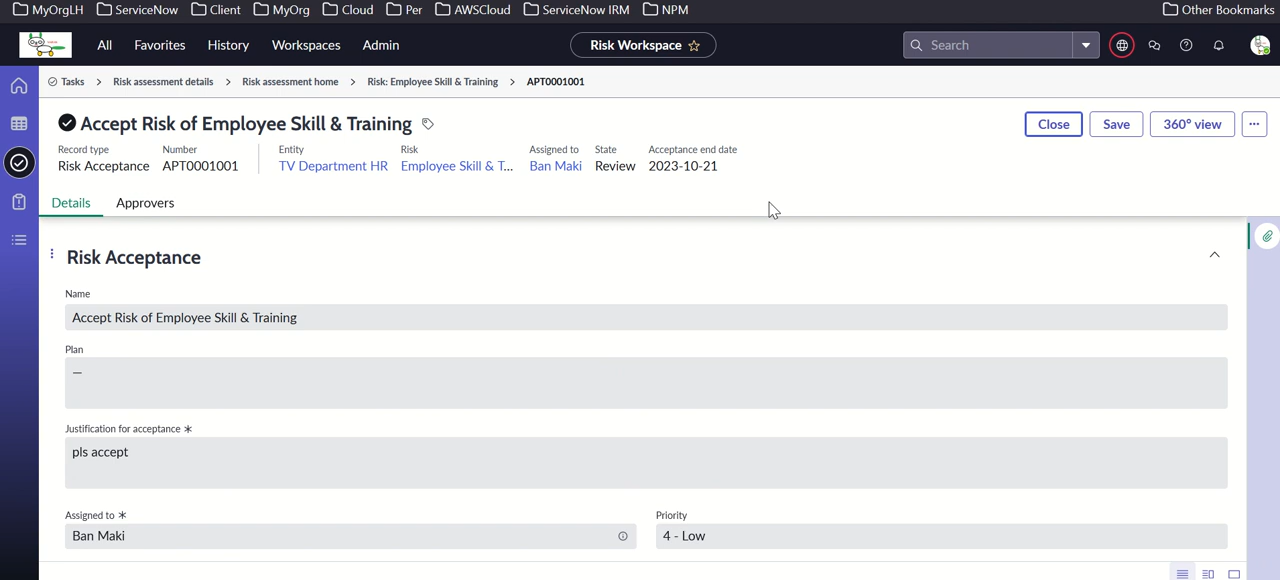 MyOrgLH ServiceNow Client MyOrg Cloud Per AWSCloud ServiceNow IRM NPM Other Bookmarks
All Favorites History Workspaces Admin Risk Workspace Search
Tasks > Risk assessment details > Risk assessment home > Risk: Employee Skill & Training > APT0001001
Accept Risk of Employee Skill & Training Close Save 360° view ...
Record type Number Entity Risk Assigned to State Acceptance end date
Risk Acceptance APT0001001 TV Department HR Employee Skill & T... Ban Maki Review 2023-10-21
Details Approvers
Risk Acceptance
Name
Accept Risk of Employee Skill & Training
Plan
—
Justification for acceptance *
pls accept
Assigned to * Priority
Ban Maki 4 - Low